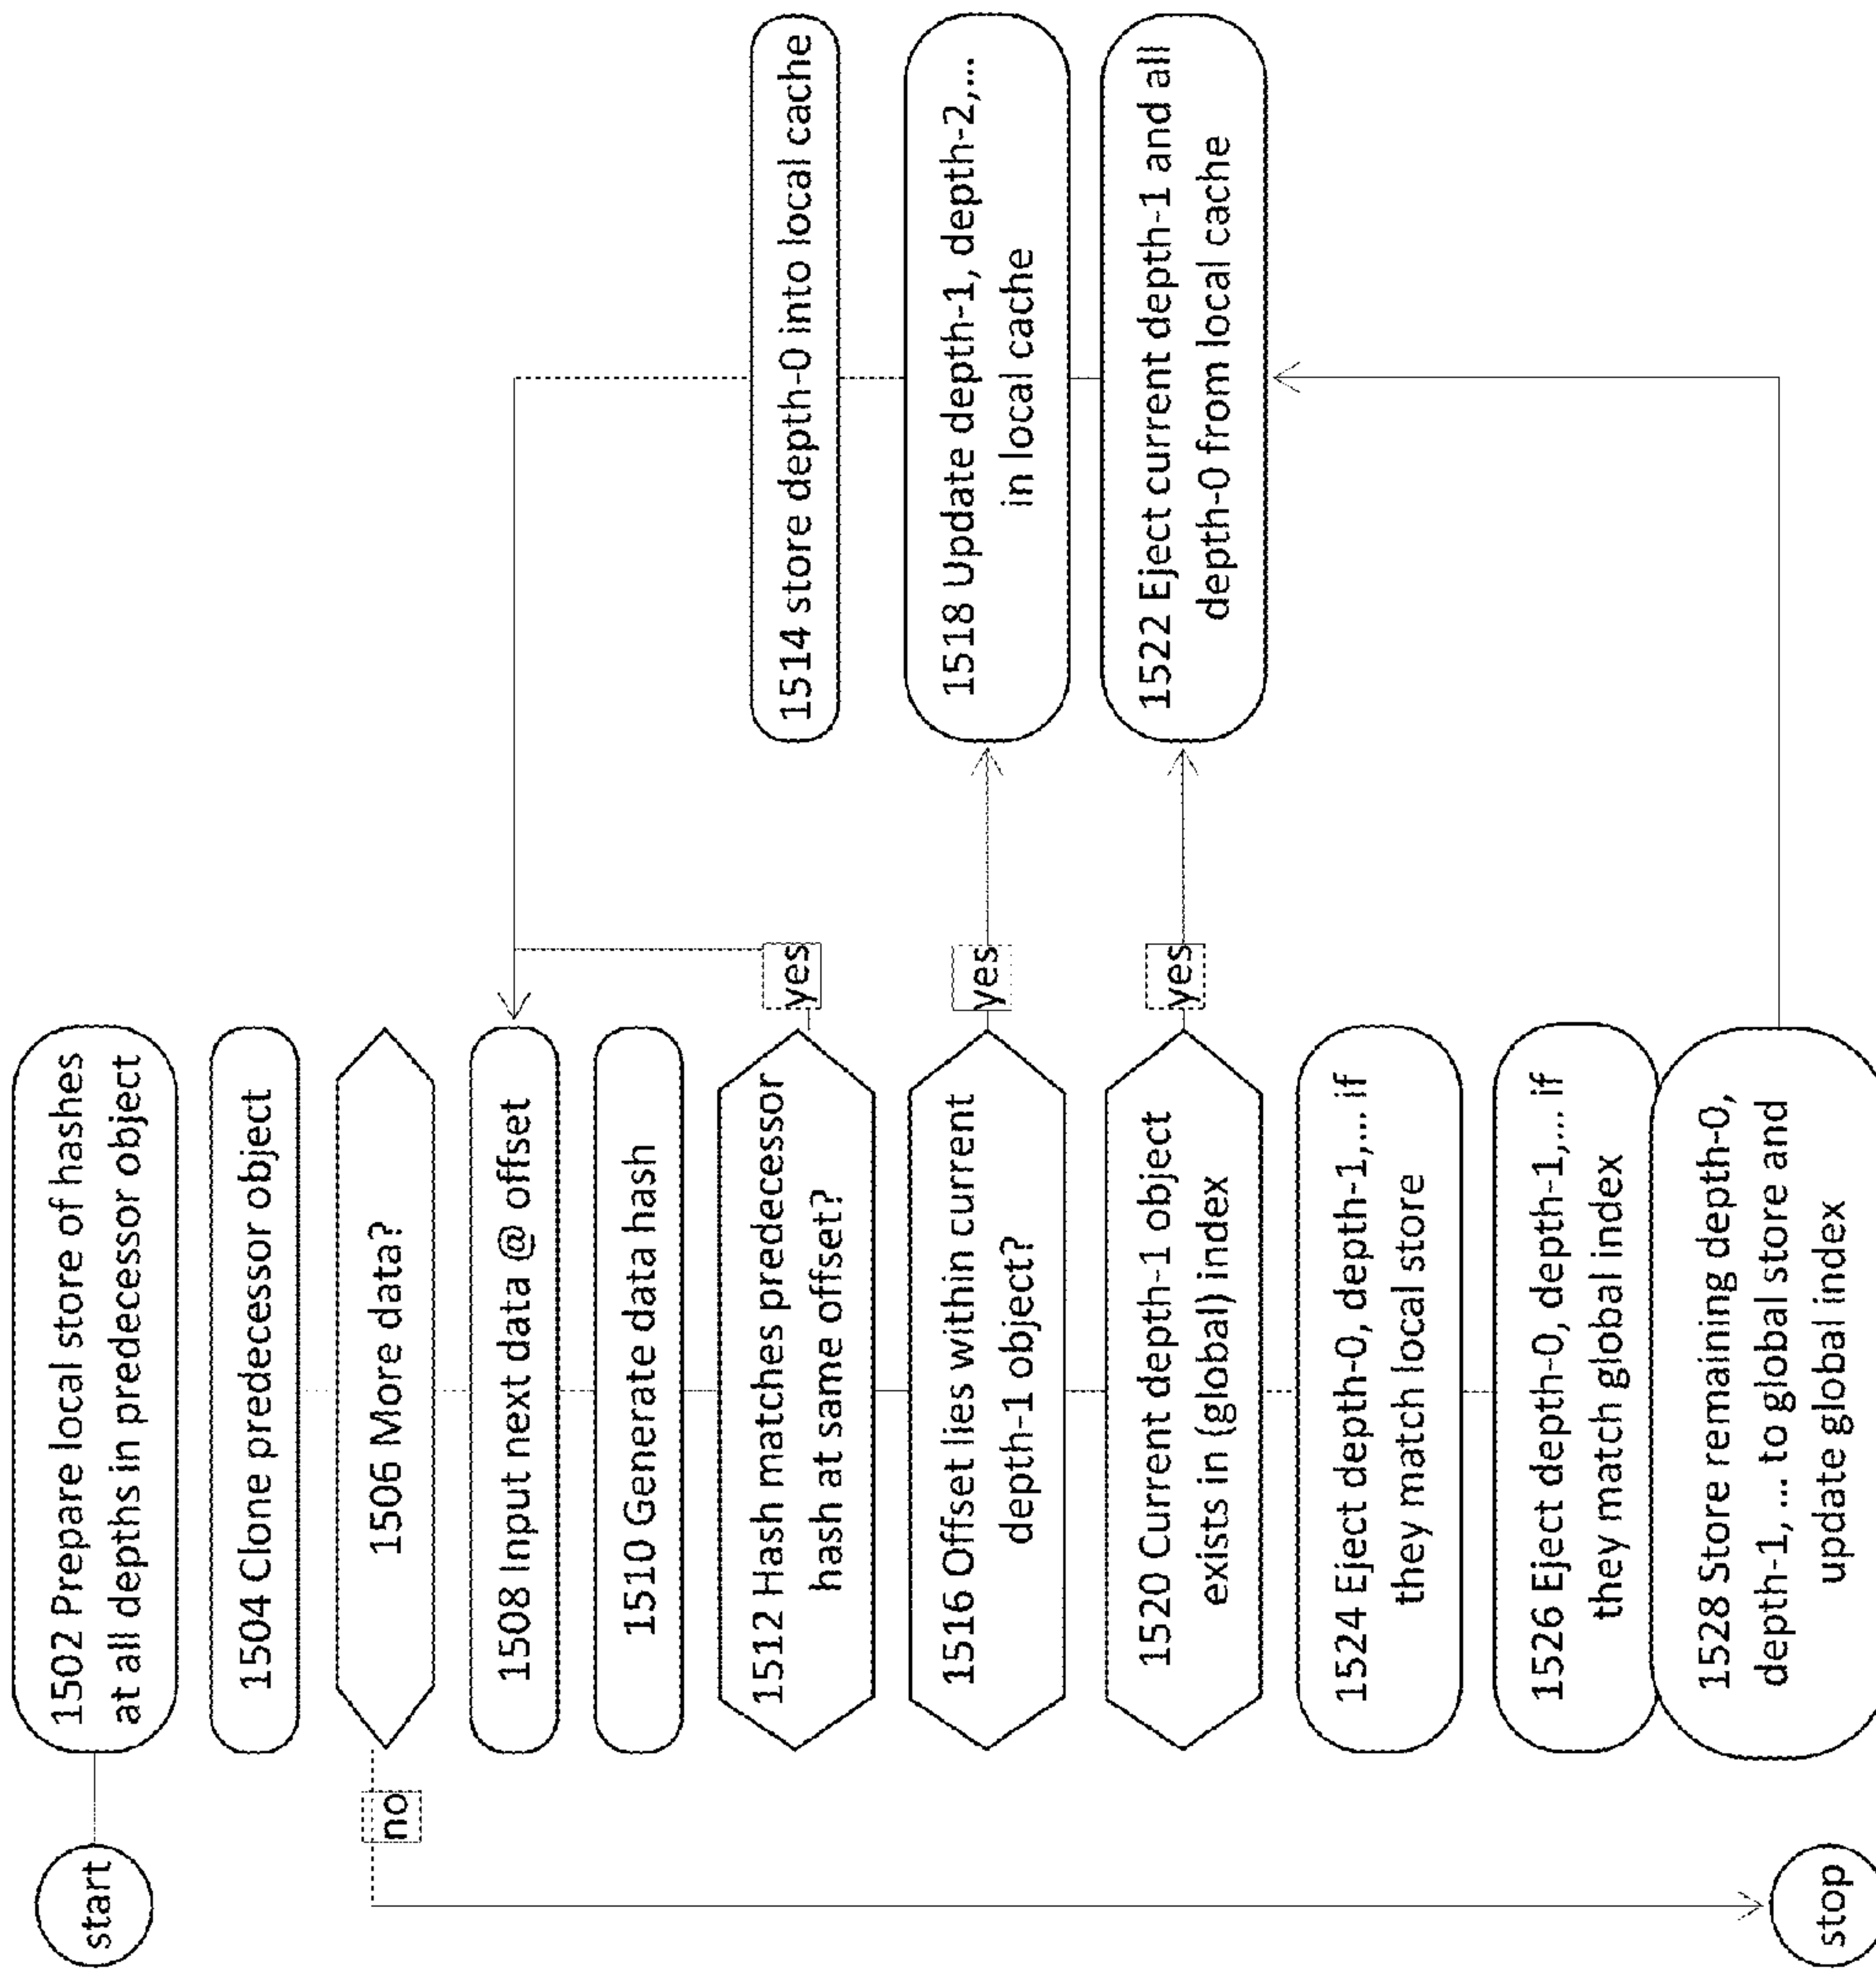 start
1502 Prepare local store of hashes
at all depths in predecessor object
1504 Clone predecessor object
1506 More data?
no
1508 Input next data @ offset
1510 Generate data hash
1512 Hash matches predecessor
hash at same offset?
yes
1514 store depth-0 into local cache
1516 Offset lies within current
depth-1 object?
yes
1518 Update depth-1, depth-2,...
in local cache
1520 Current depth-1 object
exists in (global) index
yes
1522 Eject current depth-1 and all
depth-0 from local cache
1524 Eject depth-0, depth-1,... if
they match local store
1526 Eject depth-0, depth-1,... if
they match global index
1528 Store remaining depth-0,
depth-1, ... to global store and
update global index
stop